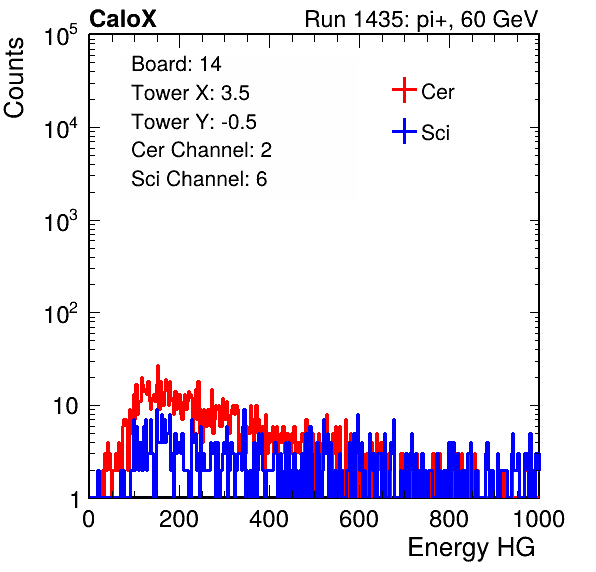 CaloX Run 1435: pi+, 60 GeV
Board: 14
Tower X: 3.5
Tower Y: -0.5
Cer Channel: 2
Sci Channel: 6
Cer
Sci
Counts
10^5
10^4
10^3
10^2
10
1
0 200 400 600 800 1000
Energy HG